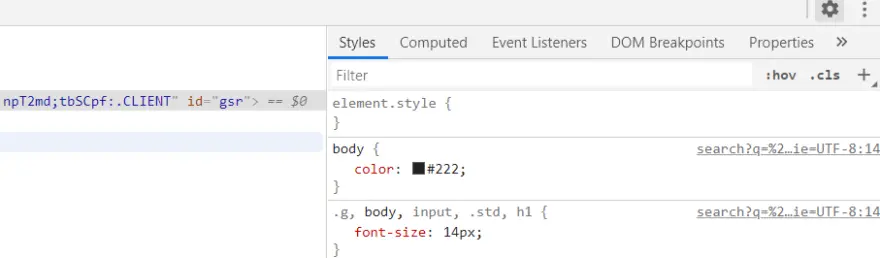 Styles Computed Event Listeners DOM Breakpoints Properties »
Filter :hov .cls +
npT2md;tbSCpf:.CLIENT" id="gsr"> == $0
element.style {
}
body { search?q=%2…ie=UTF-8:14
color: #222;
}
.g, body, input, .std, h1 { search?q=%2…ie=UTF-8:14
font-size: 14px;
}